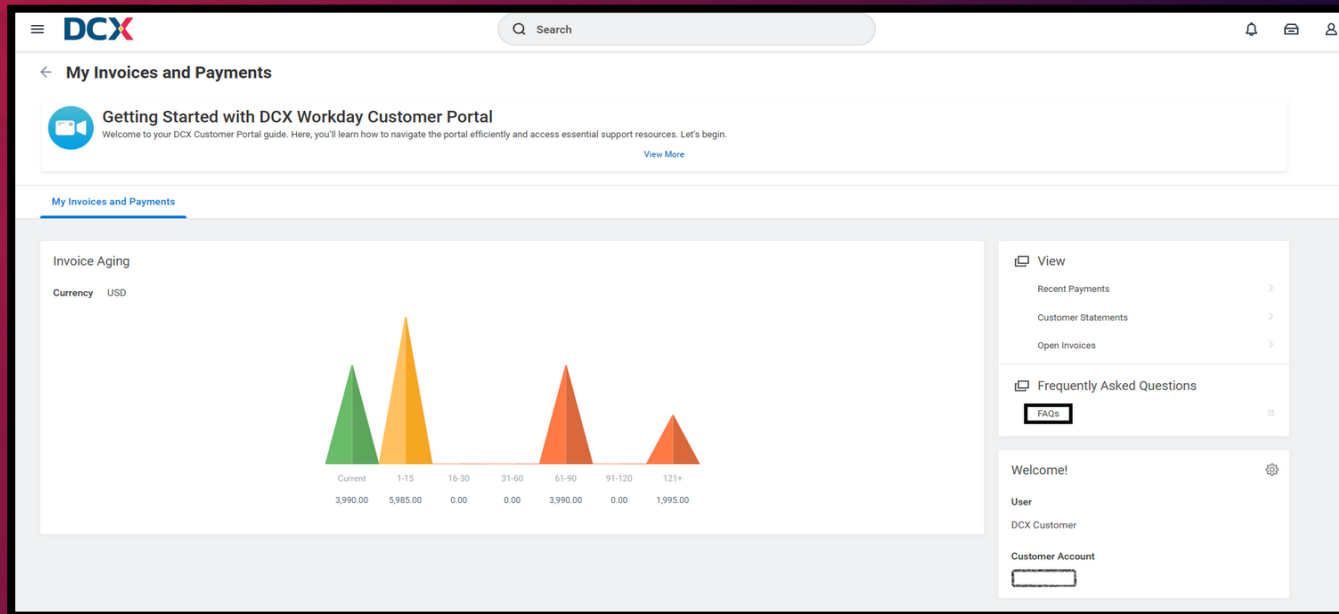 DCX
Search
My Invoices and Payments
Getting Started with DCX Workday Customer Portal
Welcome to your DCX Customer Portal guide. Here, you'll learn how to navigate the portal efficiently and access essential support resources. Let's begin.
View More
My Invoices and Payments
Invoice Aging
Currency USD
Current 1-15 16-30 31-60 61-90 91-120 121+
3,990.00 5,985.00 0.00 0.00 3,990.00 0.00 1,995.00
View
Recent Payments
Customer Statements
Open Invoices
Frequently Asked Questions
FAQs
Welcome!
User
DCX Customer
Customer Account